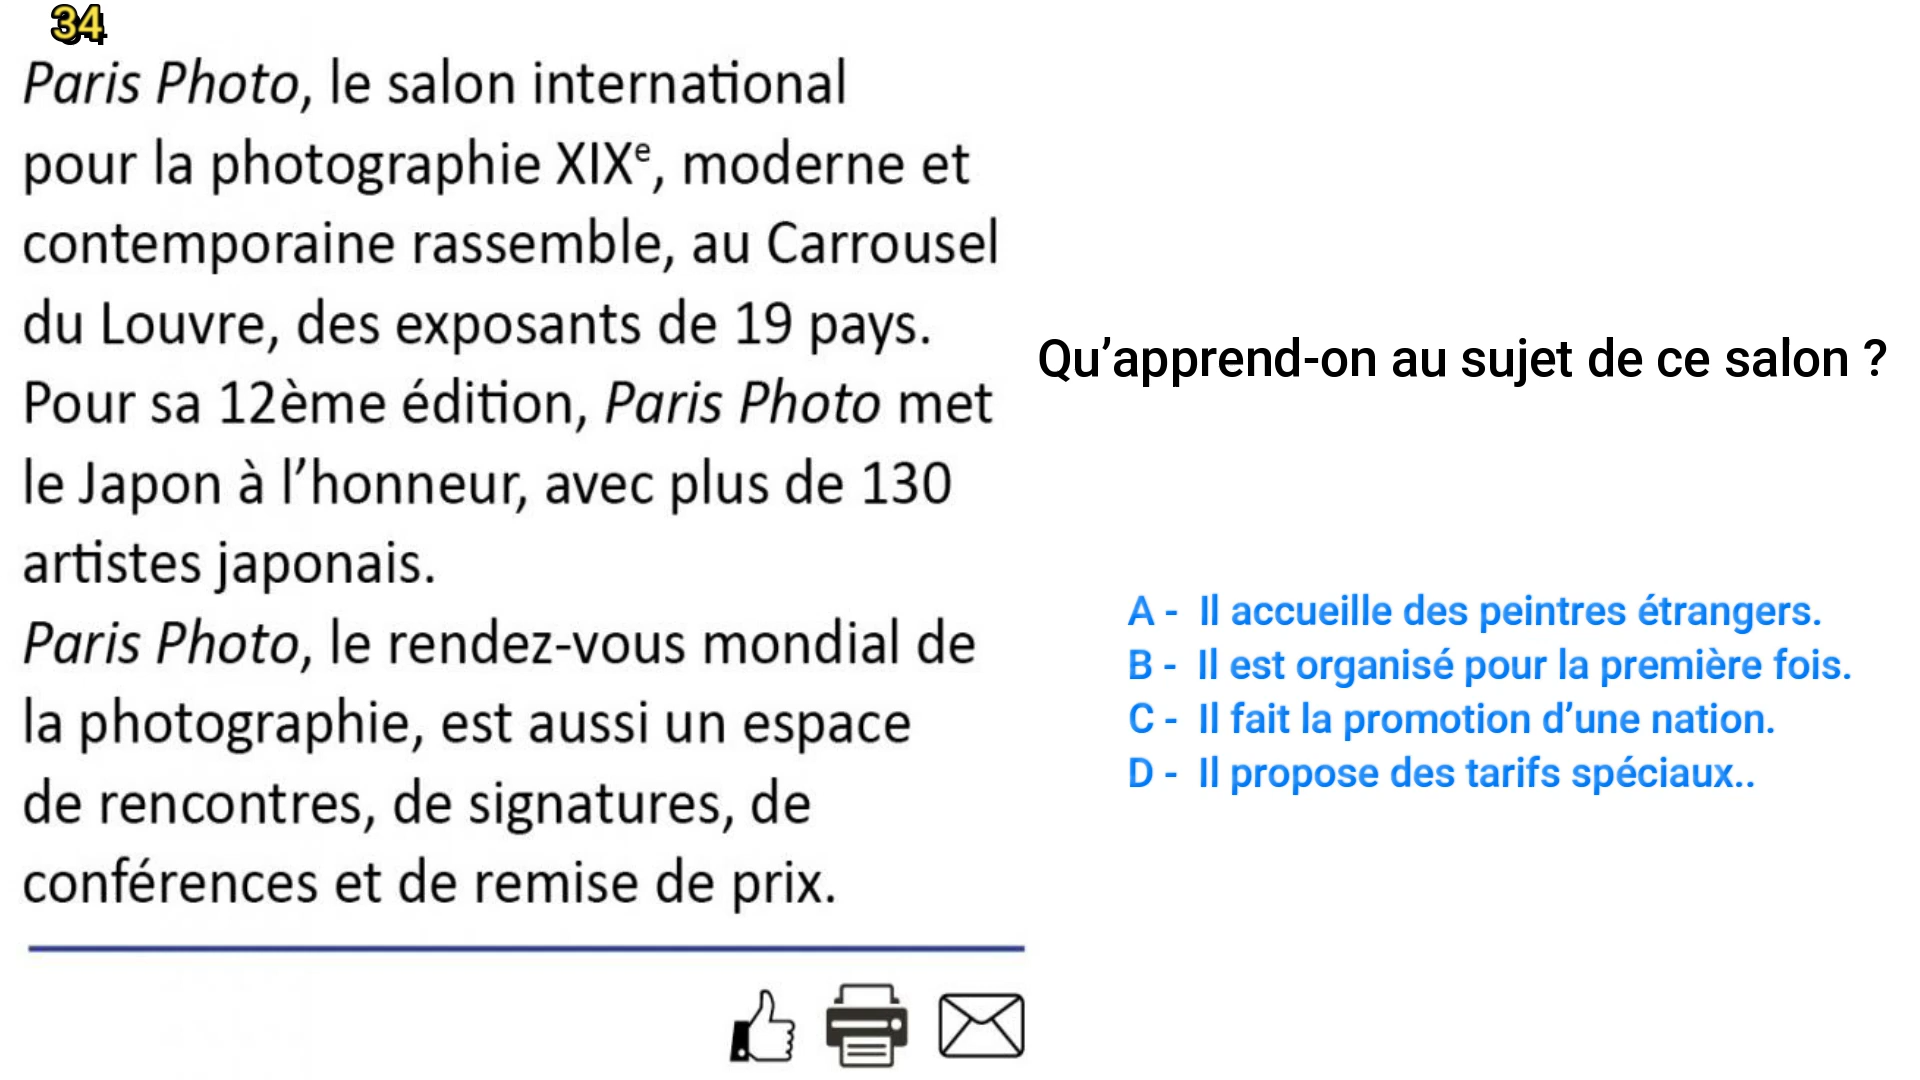 34
Paris Photo, le salon international
pour la photographie XIXe, moderne et
contemporaine rassemble, au Carrousel
du Louvre, des exposants de 19 pays.
Pour sa 12ème édition, Paris Photo met
le Japon à l’honneur, avec plus de 130
artistes japonais.
Paris Photo, le rendez-vous mondial de
la photographie, est aussi un espace
de rencontres, de signatures, de
conférences et de remise de prix.
Qu’apprend-on au sujet de ce salon ?
A - Il accueille des peintres étrangers.
B - Il est organisé pour la première fois.
C - Il fait la promotion d’une nation.
D - Il propose des tarifs spéciaux..